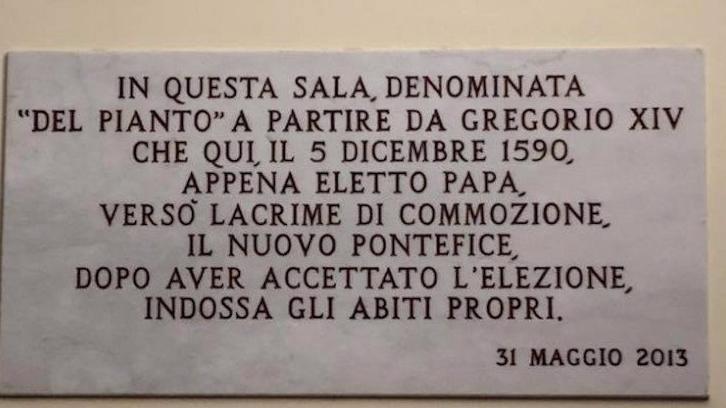 IN QUESTA SALA, DENOMINATA
"DEL PIANTO" A PARTIRE DA GREGORIO XIV
CHE QUI, IL 5 DICEMBRE 1590,
APPENA ELETTO PAPA,
VERSÒ LACRIME DI COMMOZIONE,
IL NUOVO PONTEFICE,
DOPO AVER ACCETTATO L'ELEZIONE,
INDOSSA GLI ABITI PROPRI.
31 MAGGIO 2013